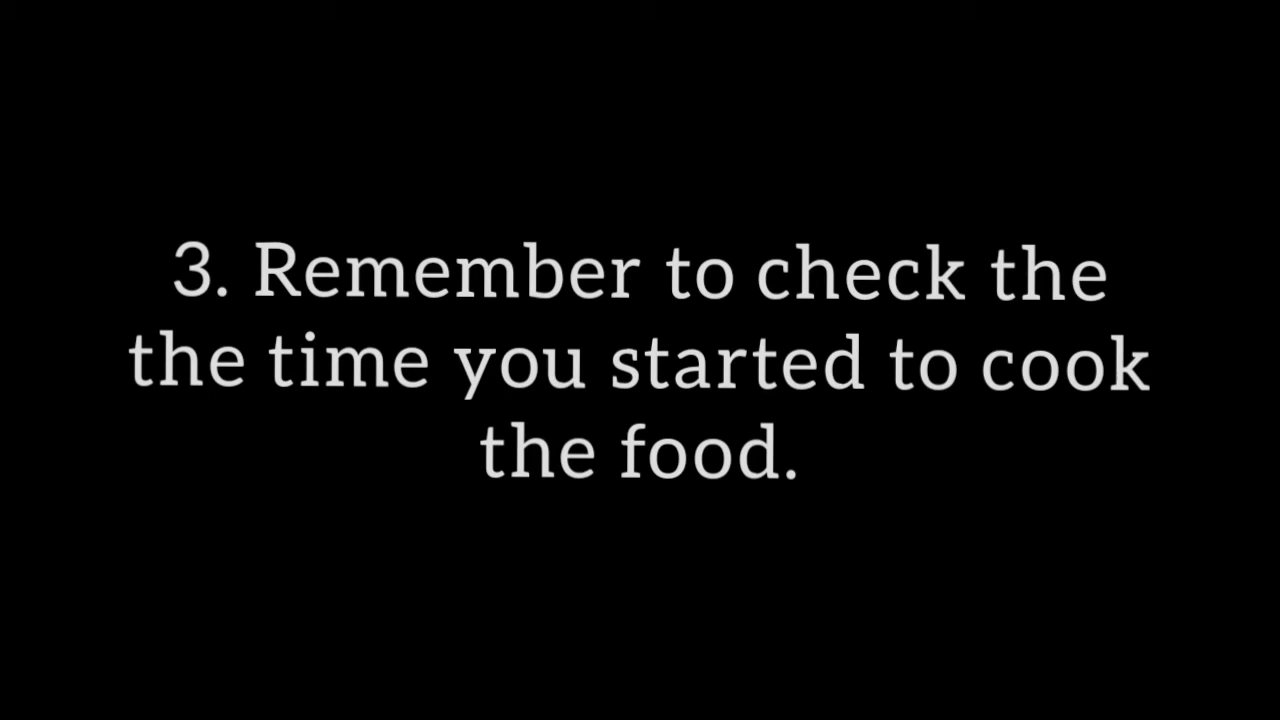 3. Remember to check the
the time you started to cook
the food.